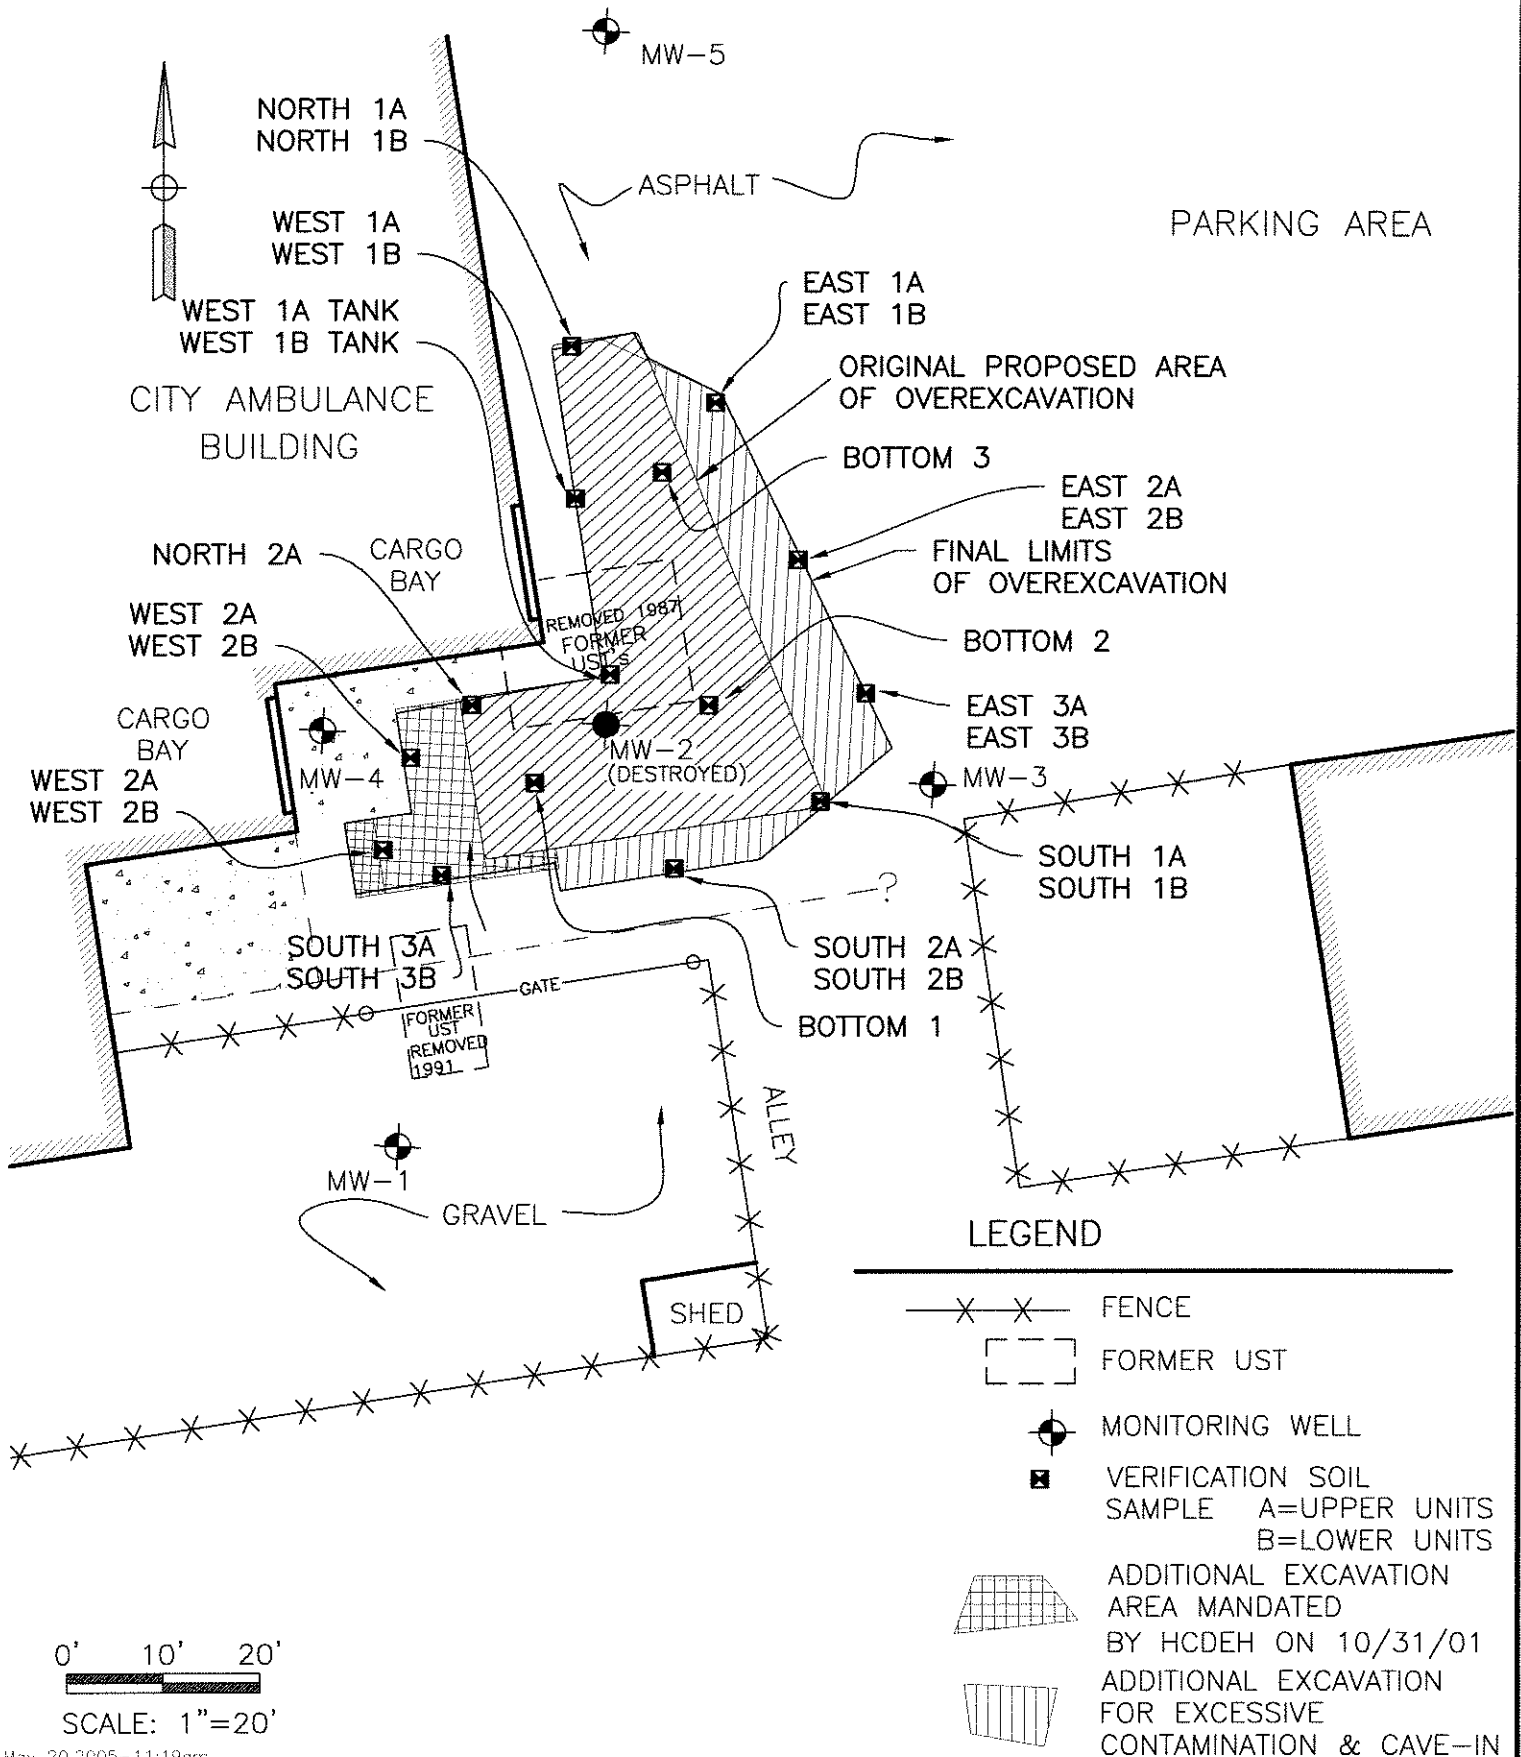 MW-5
NORTH 1A
NORTH 1B
ASPHALT
WEST 1A
WEST 1B
PARKING AREA
EAST 1A
EAST 1B
WEST 1A TANK
WEST 1B TANK
ORIGINAL PROPOSED AREA
OF OVEREXCAVATION
CITY AMBULANCE
BUILDING
BOTTOM 3
EAST 2A
EAST 2B
NORTH 2A
CARGO
BAY
FINAL LIMITS
OF OVEREXCAVATION
WEST 2A
WEST 2B
REMOVED 1987
FORMER
UST's
BOTTOM 2
CARGO
BAY
EAST 3A
EAST 3B
MW-2
(DESTROYED)
MW-4
MW-3
WEST 2A
WEST 2B
SOUTH 1A
SOUTH 1B
?
SOUTH 3A
SOUTH 3B
SOUTH 2A
SOUTH 2B
GATE
FORMER
UST
REMOVED
1991
BOTTOM 1
ALLEY
MW-1
GRAVEL
SHED
LEGEND
FENCE
FORMER UST
MONITORING WELL
VERIFICATION SOIL
SAMPLE A=UPPER UNITS
B=LOWER UNITS
ADDITIONAL EXCAVATION
AREA MANDATED
BY HCDEH ON 10/31/01
ADDITIONAL EXCAVATION
FOR EXCESSIVE
CONTAMINATION & CAVE-IN
0' 10' 20'
SCALE: 1"=20'
May 20,2005-11:19am